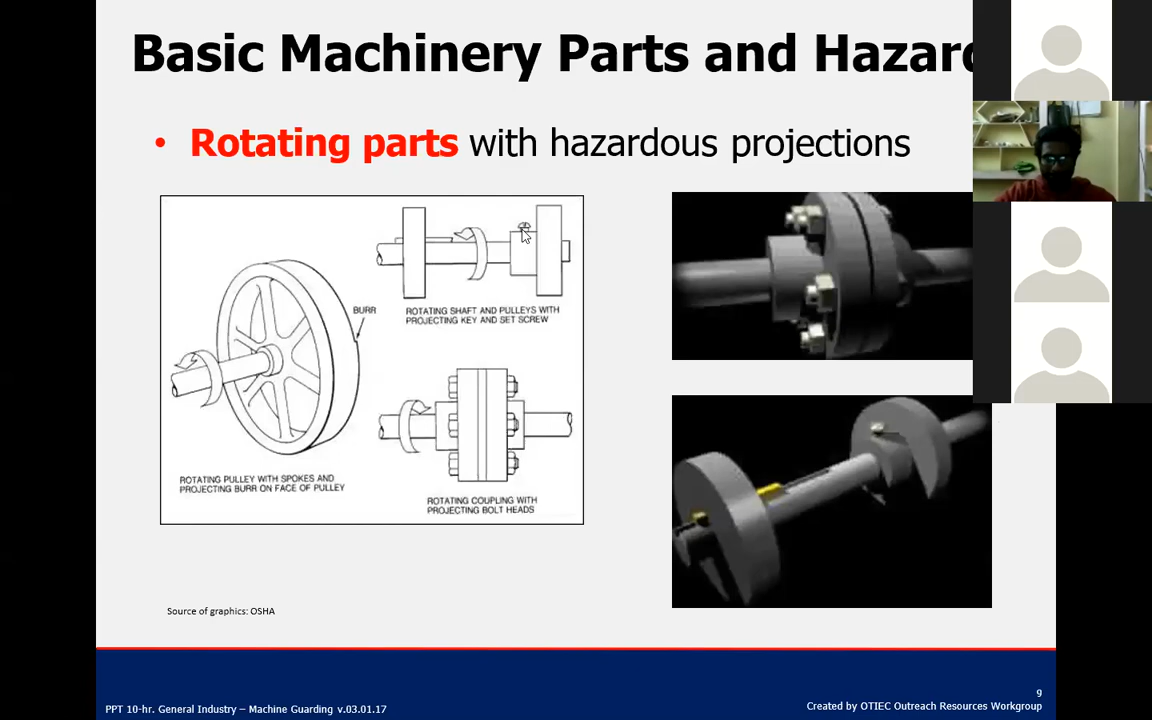 Basic Machinery Parts and Hazard
• Rotating parts with hazardous projections
BURR
ROTATING SHAFT AND PULLEYS WITH
PROJECTING KEY AND SET SCREW
ROTATING PULLEY WITH SPOKES AND
PROJECTING BURR ON FACE OF PULLEY
ROTATING COUPLING WITH
PROJECTING BOLT HEADS
Source of graphics: OSHA
9
PPT 10-hr. General Industry – Machine Guarding v.03.01.17
Created by OTIEC Outreach Resources Workgroup